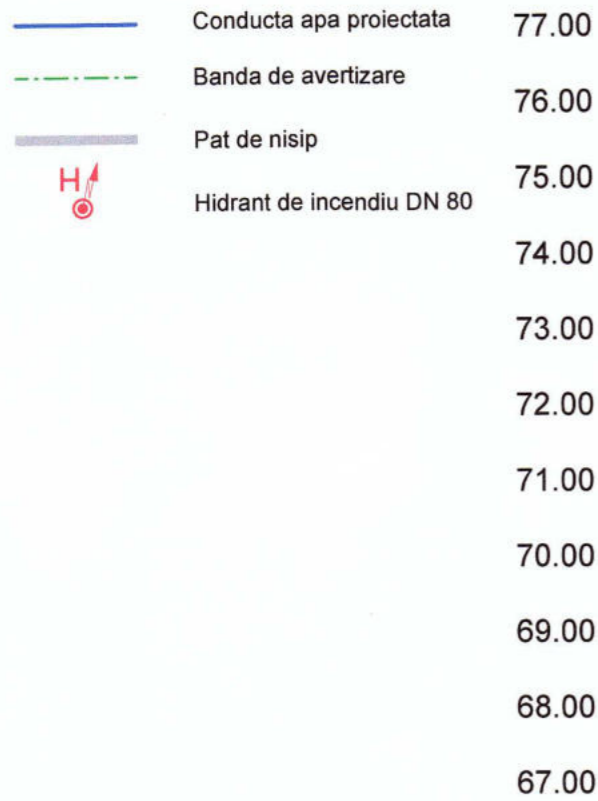 Conducta apa proiectata
77.00
Banda de avertizare
76.00
Pat de nisip
75.00
H
Hidrant de incendiu DN 80
74.00
73.00
72.00
71.00
70.00
69.00
68.00
67.00